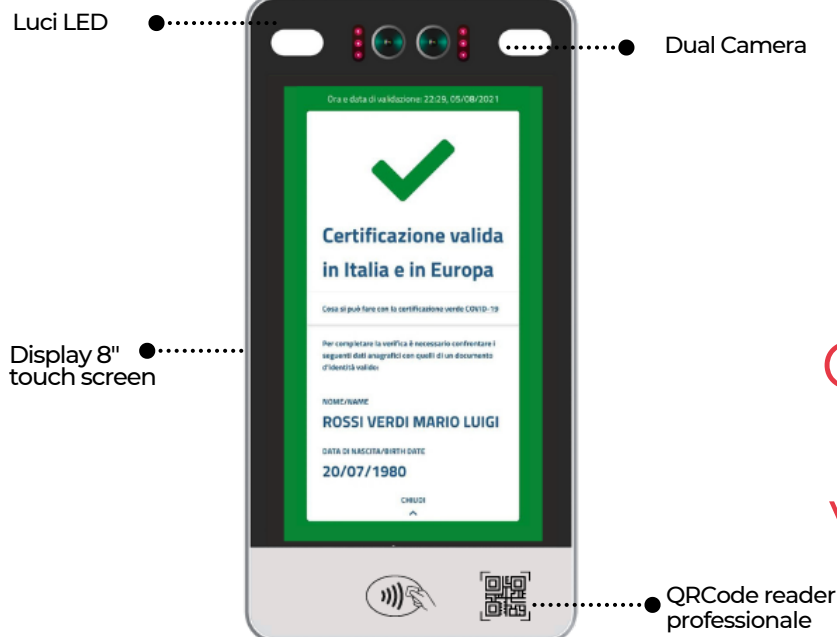 Luci LED
Dual Camera
Ora e data di validazione: 22:29, 05/08/2021
Certificazione valida
in Italia e in Europa
Cosa si può fare con la certificazione verde COVID-19
Per completare la verifica è necessario confrontare i
seguenti dati anagrafici con quelli di un documento
d'identità valido:
Display 8"
touch screen
NOME/NAME
ROSSI VERDI MARIO LUIGI
DATA DI NASCITA/BIRTH DATE
20/07/1980
CHIUDI
QRCode reader
professionale